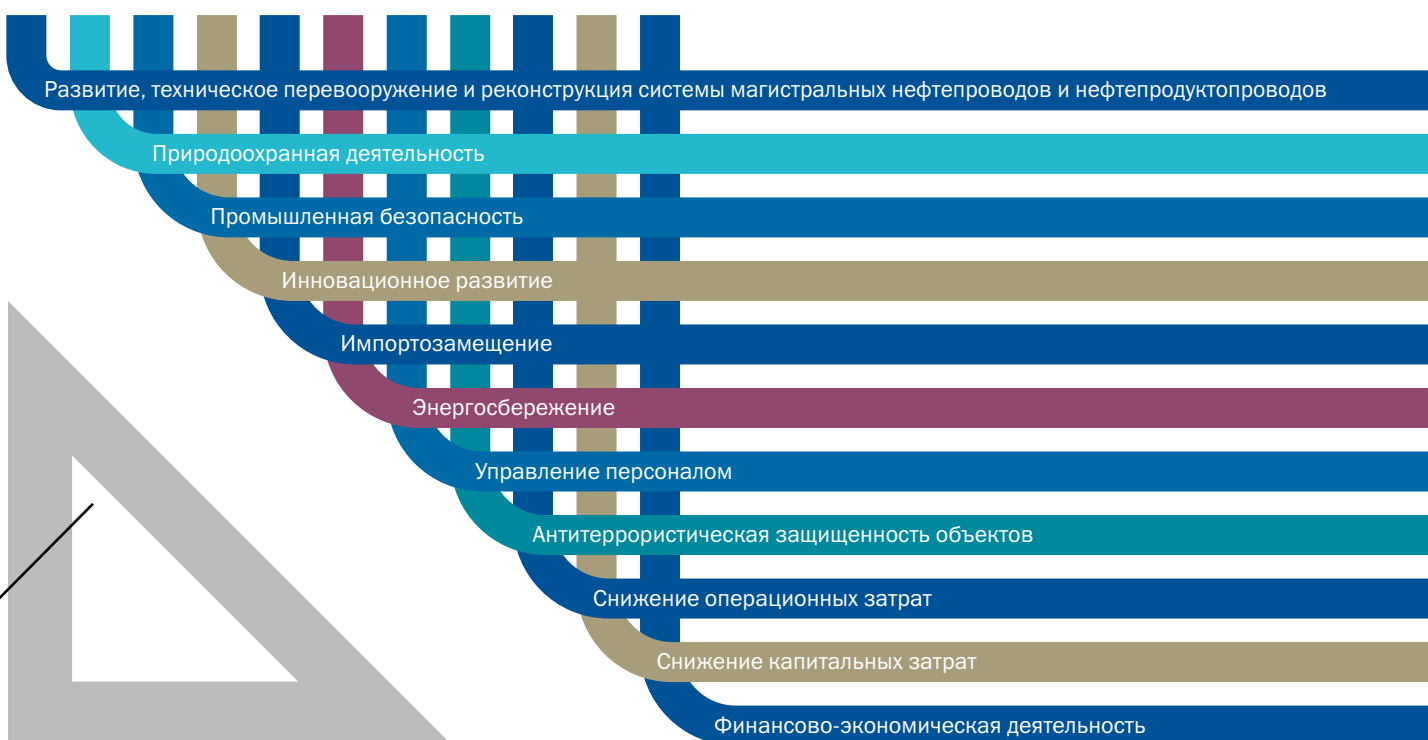 Развитие, техническое перевооружение и реконструкция системы магистральных нефтепроводов и нефтепродуктопроводов
Природоохранная деятельность
Промышленная безопасность
Инновационное развитие
Импортозамещение
Энергосбережение
Управление персоналом
Антитеррористическая защищенность объектов
Снижение операционных затрат
Снижение капитальных затрат
Финансово-экономическая деятельность